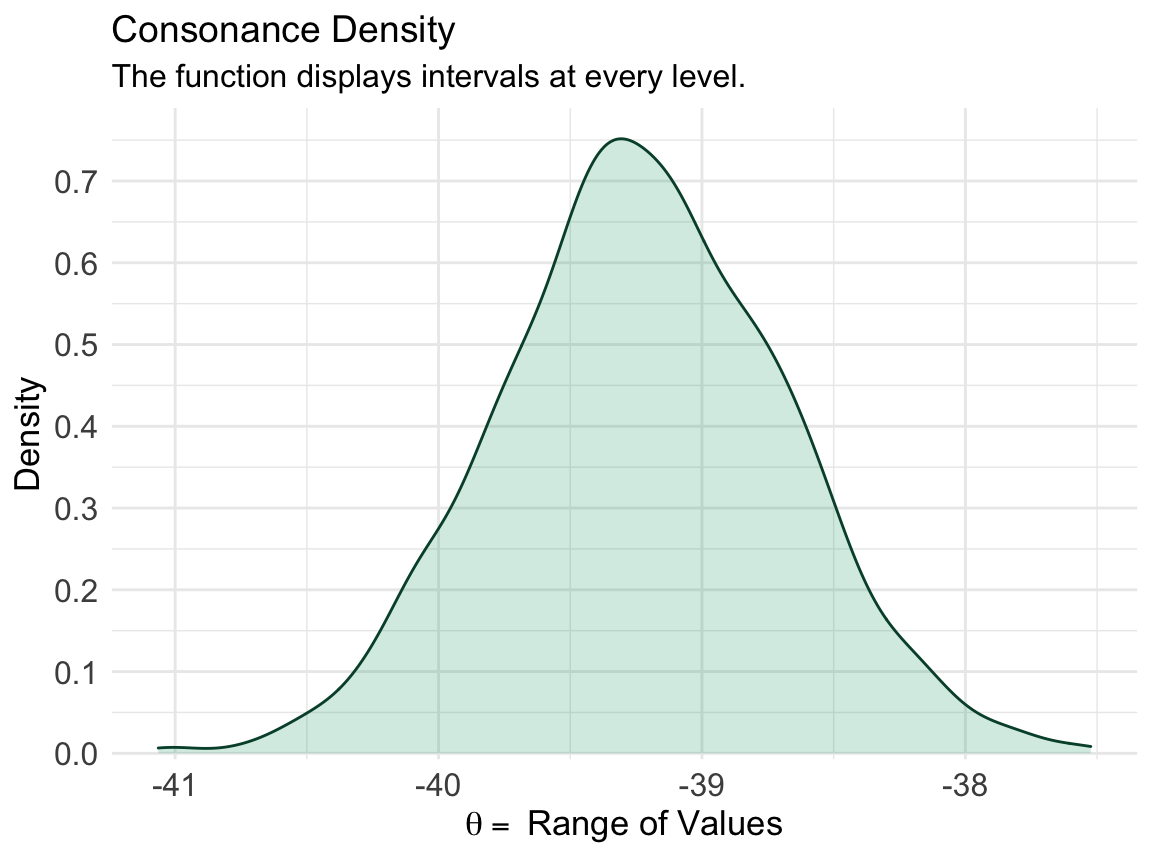 Consonance Density
The function displays intervals at every level.
Density
0.7
0.6
0.5
0.4
0.3
0.2
0.1
0.0
-41 -40 -39 -38
θ = Range of Values